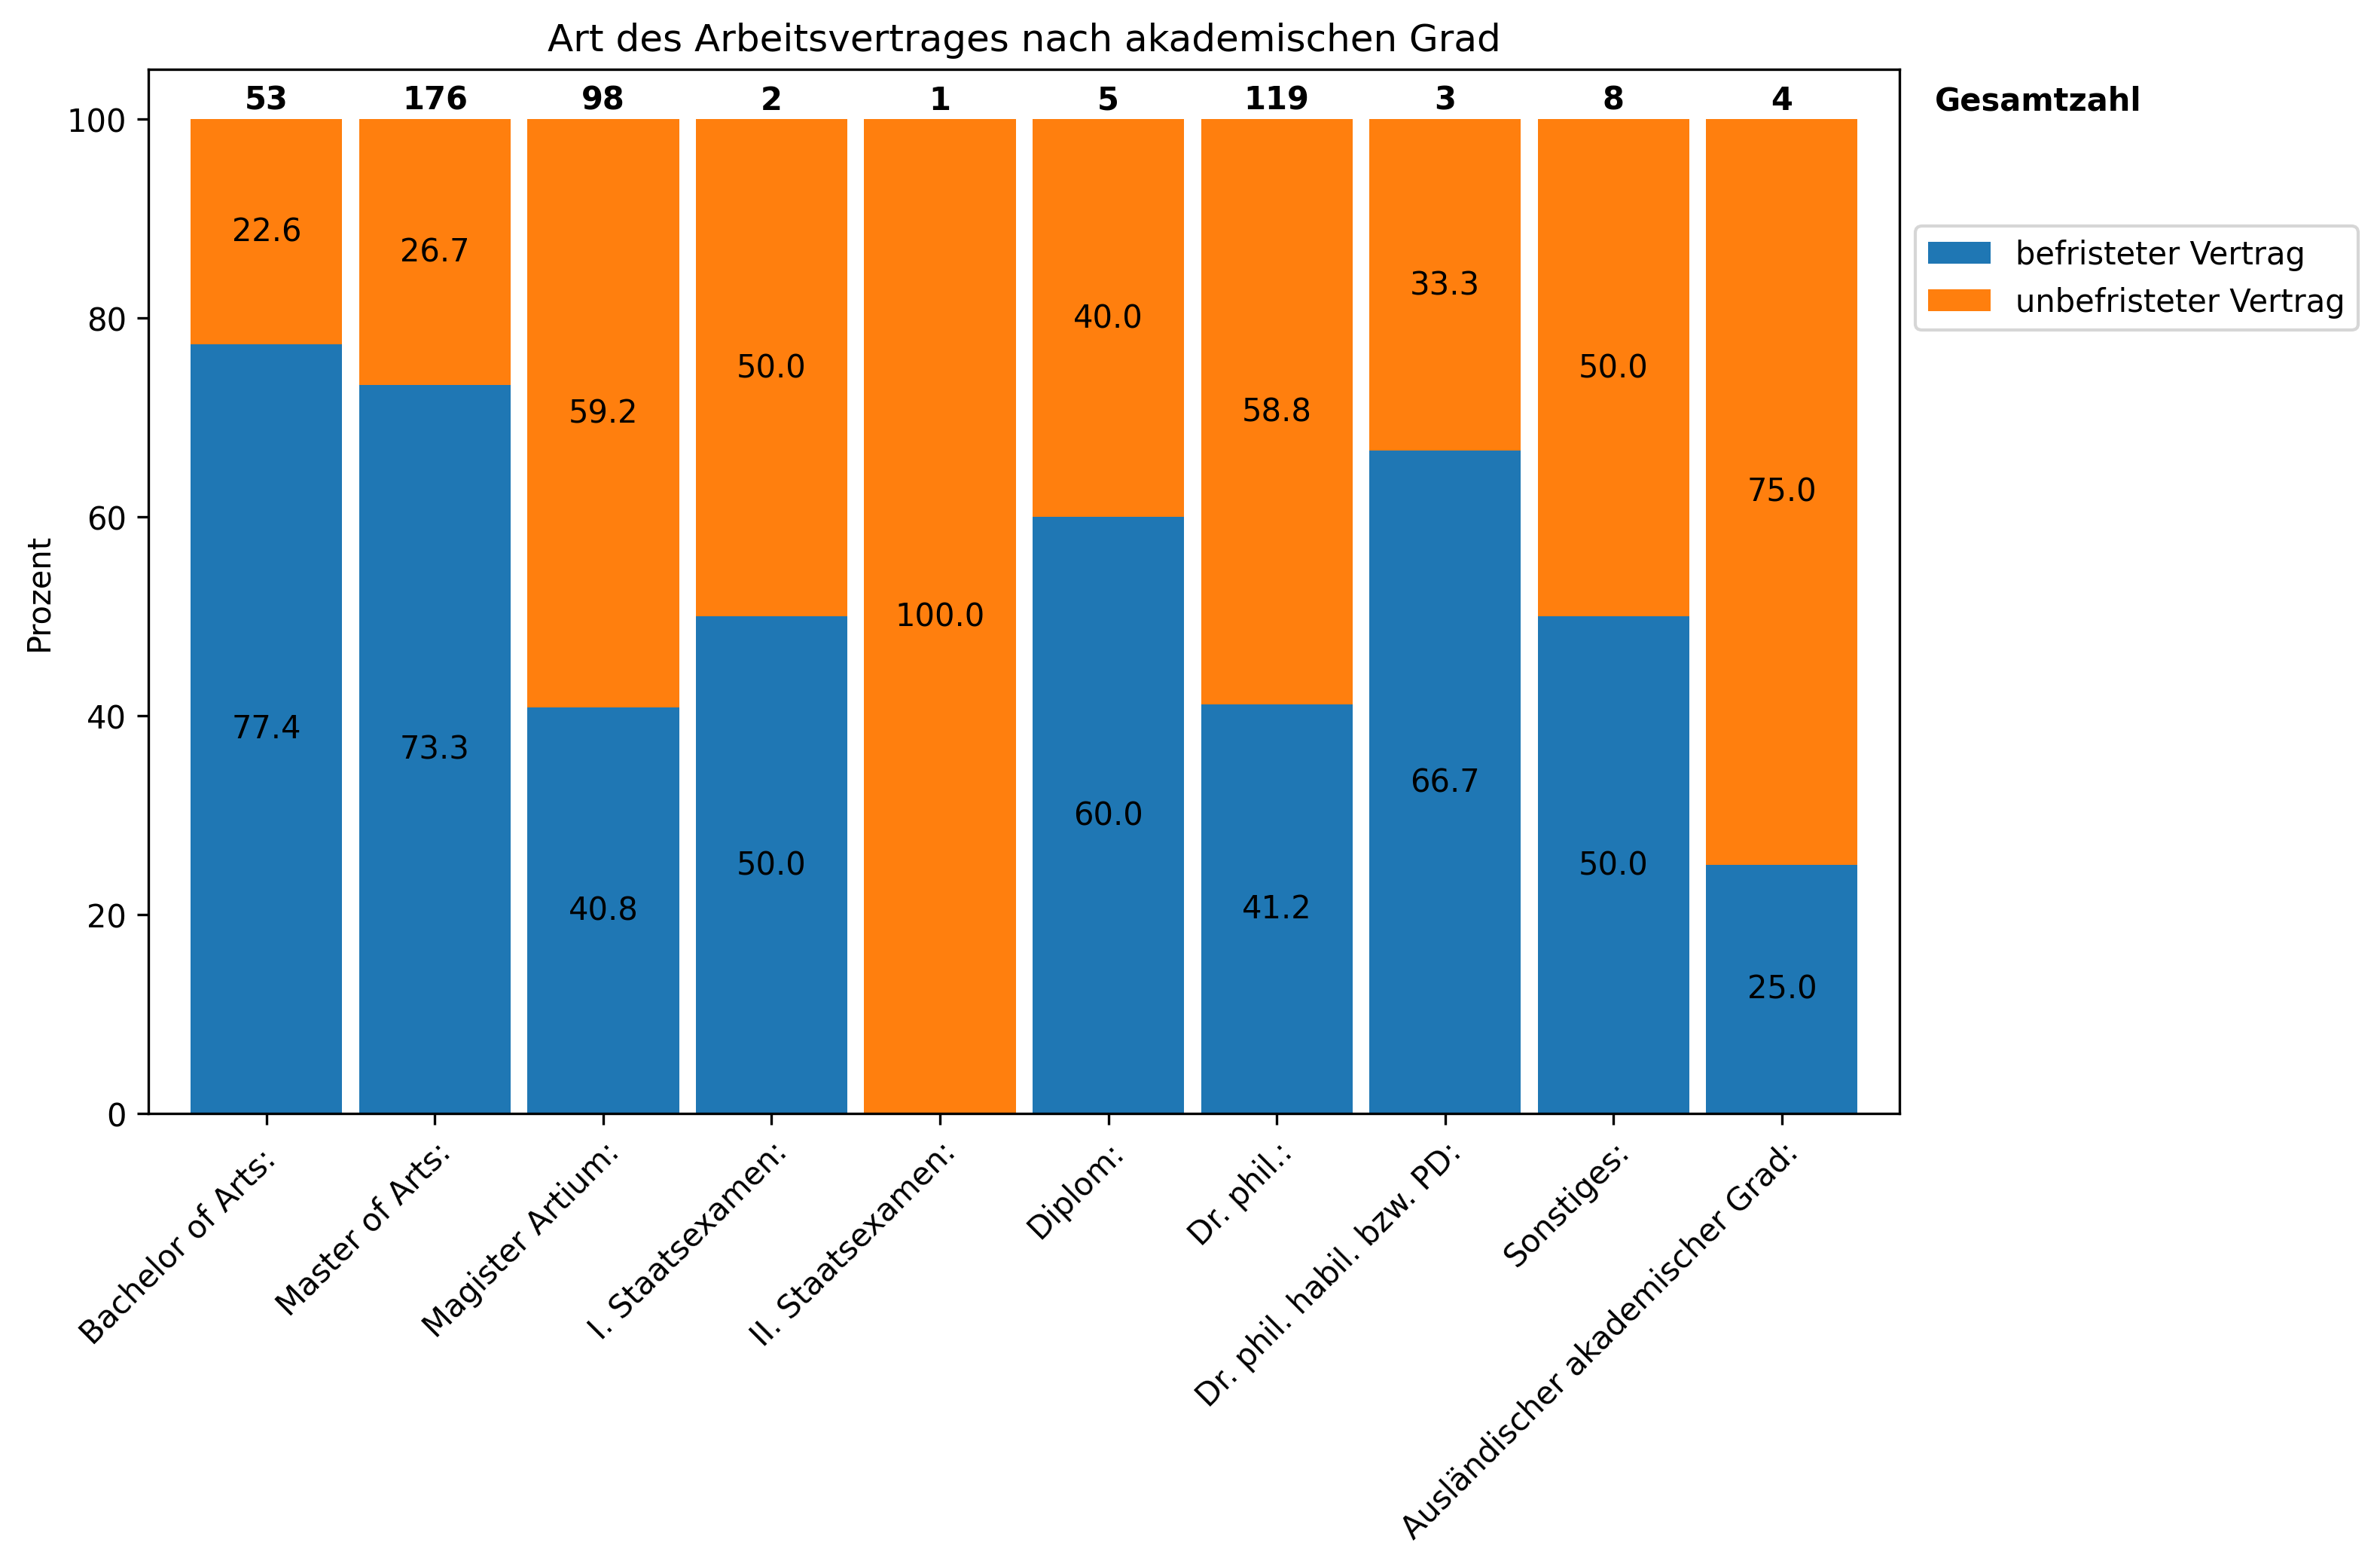 Art des Arbeitsvertrages nach akademischen Grad
53 176 98 2 1 5 119 3 8 4 Gesamtzahl
100
80
60
40
20
0
Prozent
22.6 26.7 59.2 50.0 100.0 40.0 58.8 33.3 50.0 75.0
77.4 73.3 40.8 50.0 60.0 41.2 66.7 50.0 25.0
befristeter Vertrag
unbefristeter Vertrag
Bachelor of Arts:
Master of Arts:
Magister Artium:
I. Staatsexamen:
II. Staatsexamen:
Diplom:
Dr. phil.:
Dr. phil. habil. bzw. PD:
Sonstiges:
Ausländischer akademischer Grad: